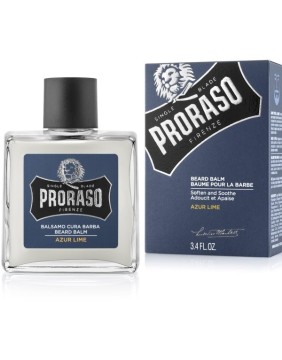 SINGLE BLADE
PRORASO
FIRENZE
BALSAMO CURA BARBA
BEARD BALM
AZUR LIME
SINGLE BLADE
PRORASO
FIRENZE
BEARD BALM
BAUME POUR LA BARBE
Soften and Soothe
Adoucit et Apaise
AZUR LIME
3.4 FL.OZ.